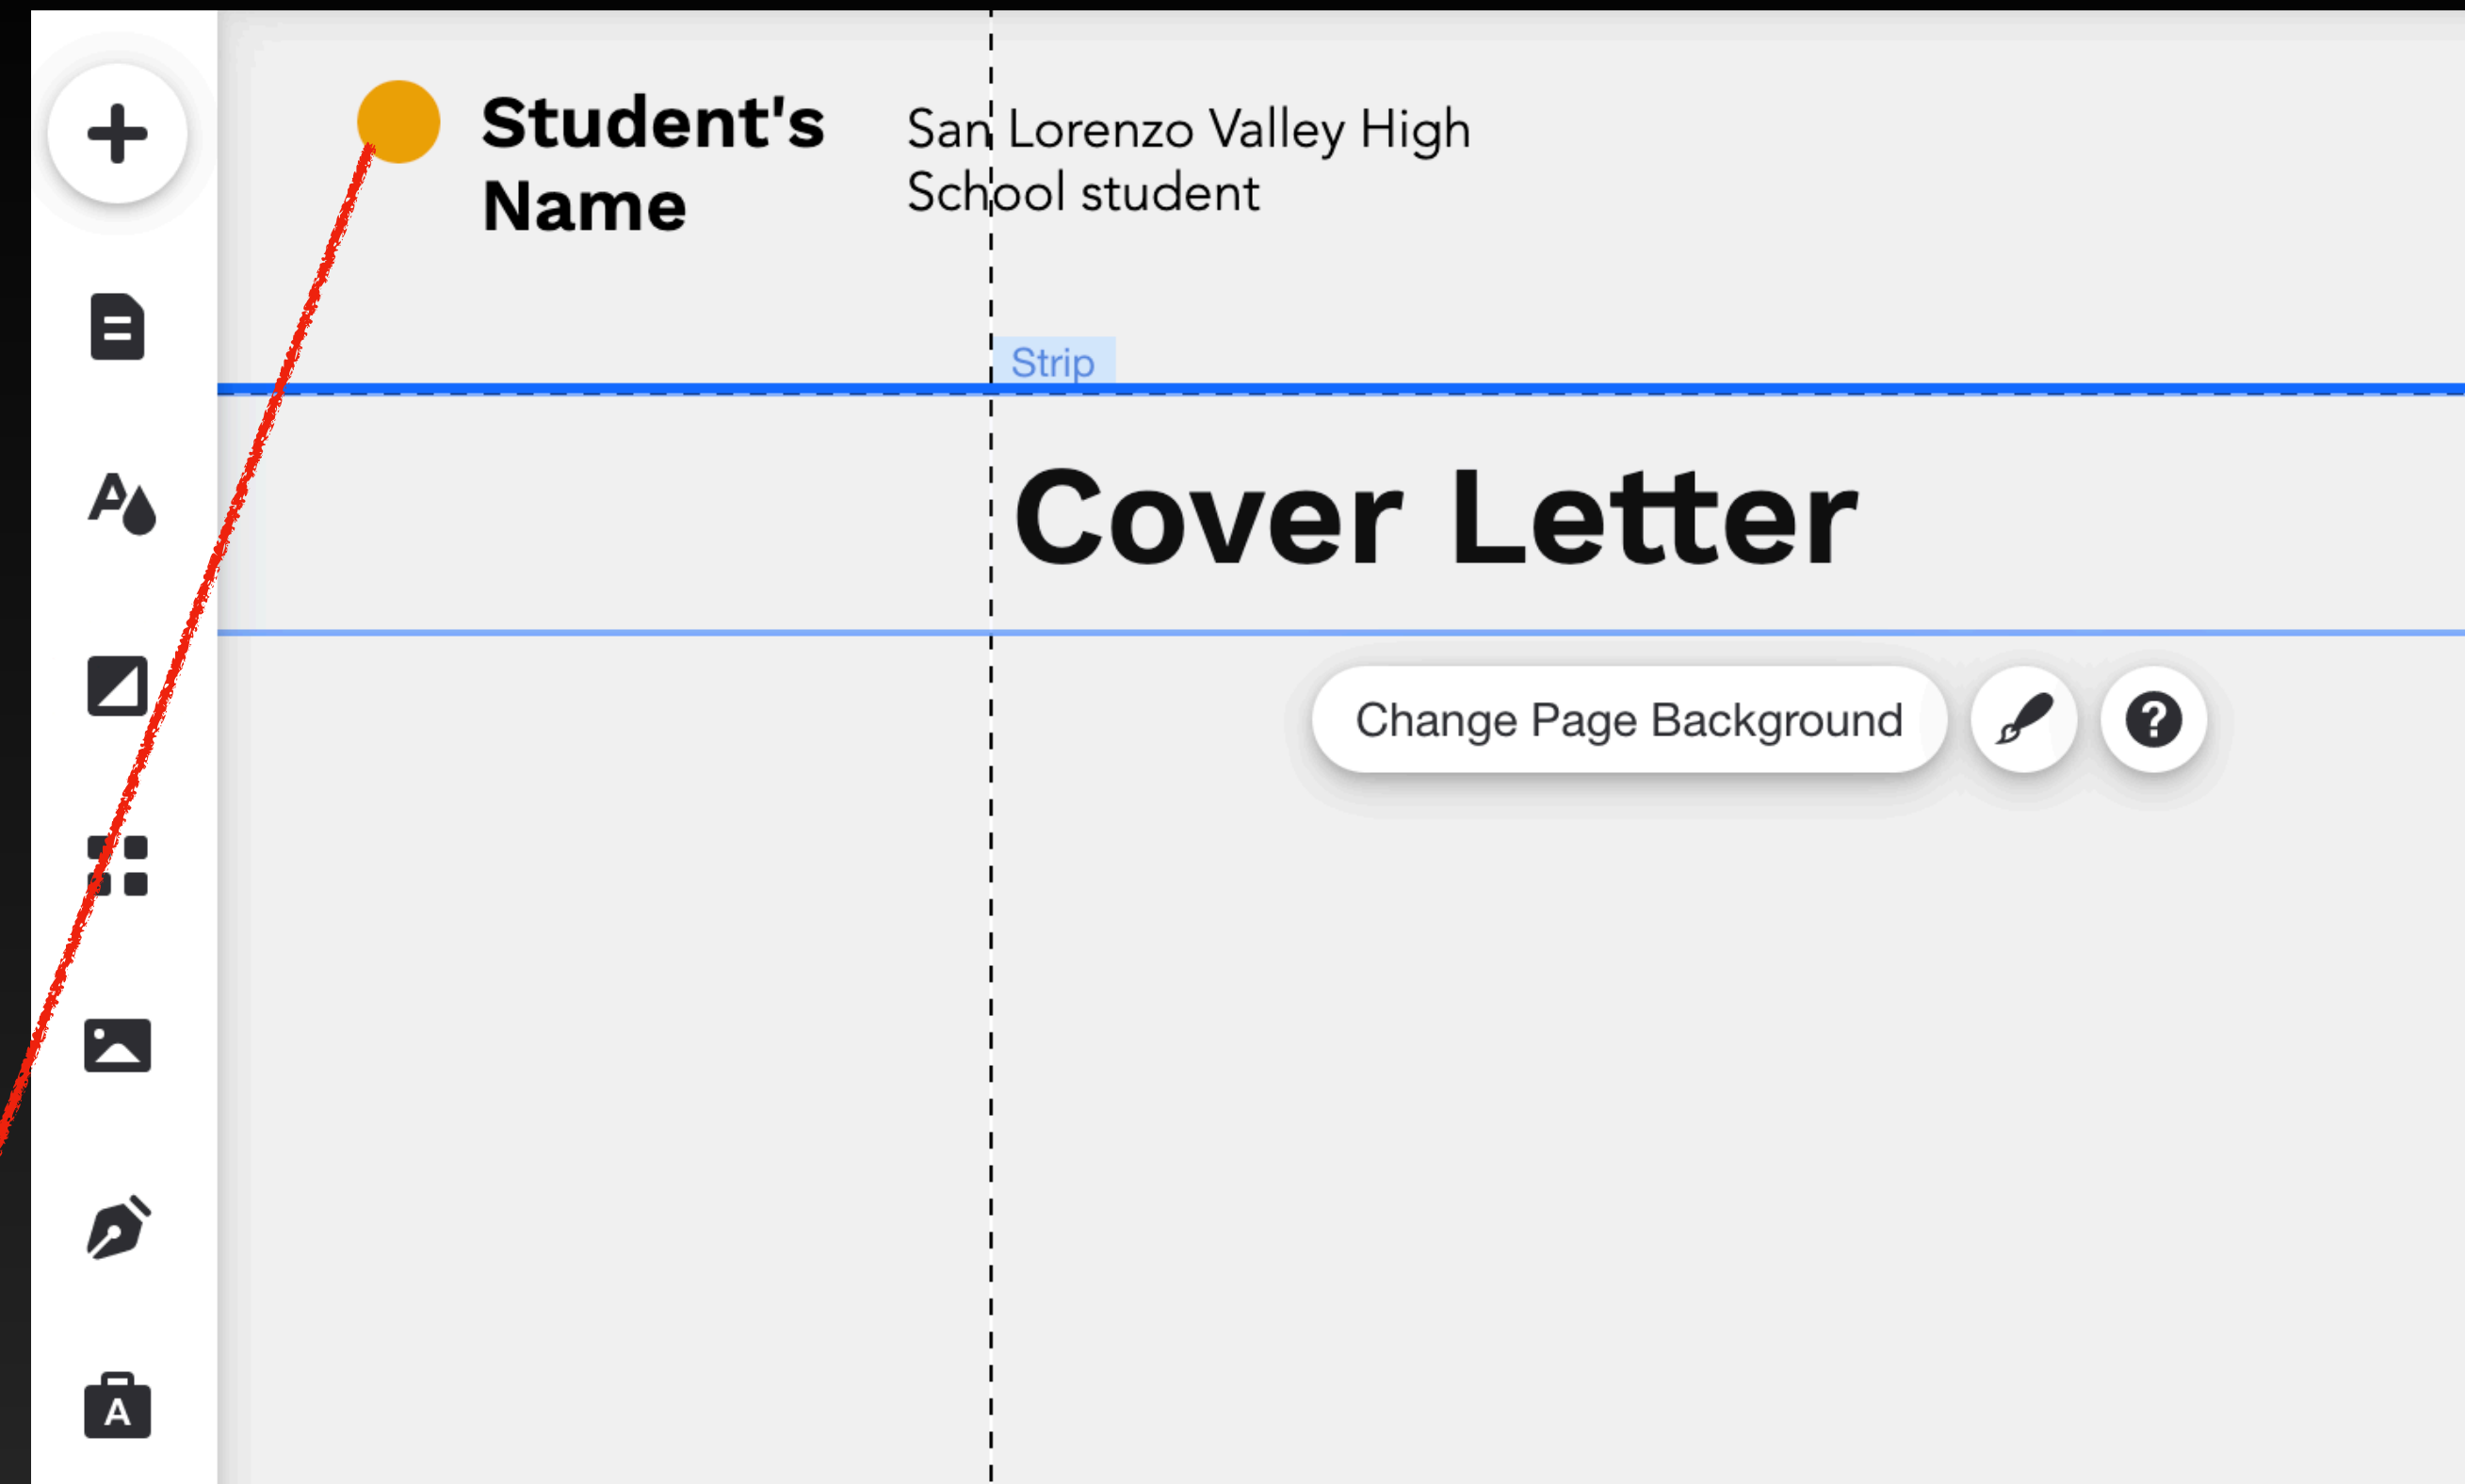 Student's
Name
San Lorenzo Valley High
School student
Strip
Cover Letter
Change Page Background
?
A
A